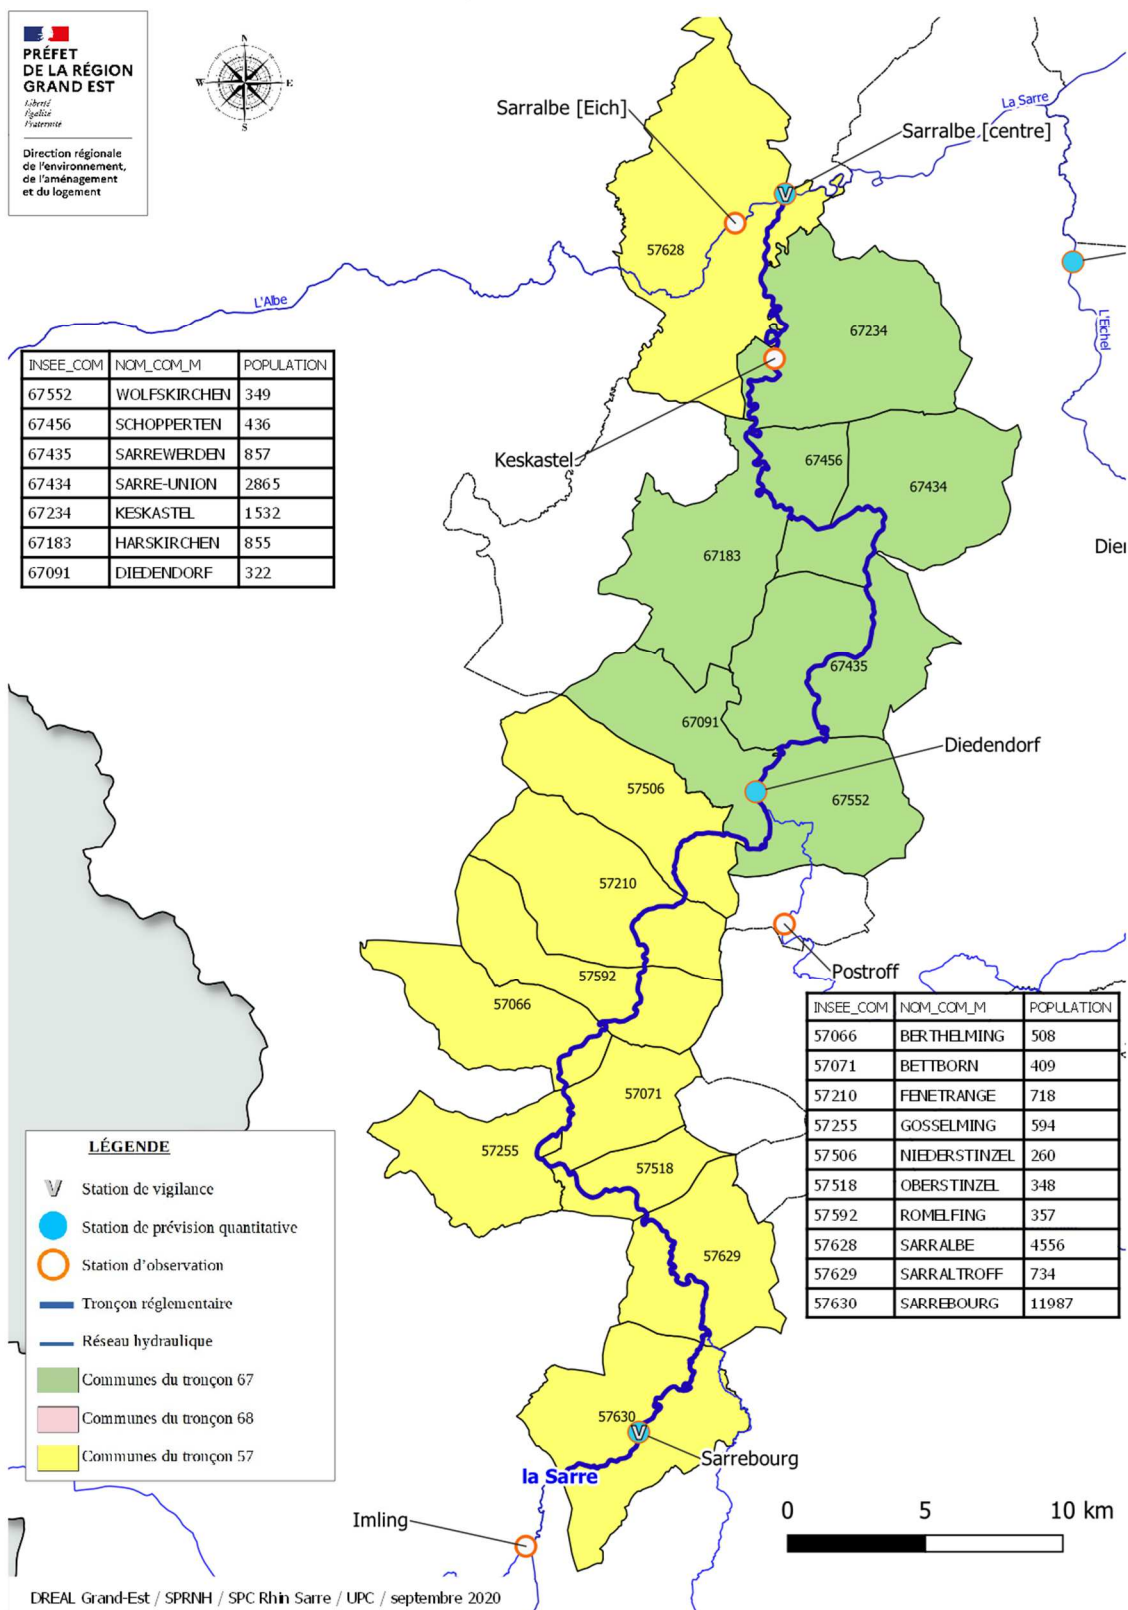 PRÉFET
DE LA RÉGION
GRAND EST
Liberté
Égalité
Fraternité
Direction régionale
de l'environnement,
de l'aménagement
et du logement
N
W
E
S
Sarralbe [Eich]
La Sarre
Sarralbe [centre]
V
57628
L'Albe
L'Eichel
67234
INSEE_COM NOM_COM_M POPULATION
67552 WOLFSKIRCHEN 349
67456 SCHOPPERTEN 436
67435 SARREWERDEN 857
67434 SARRE-UNION 2865
67234 KESKASTEL 1532
67183 HARSKIRCHEN 855
67091 DIEDENDORF 322
Keskastel
67456
67434
67183
Dier
67435
67091
Diedendorf
57506
67552
57210
Postroff
57592
57066
INSEE_COM NOM_COM_M POPULATION
57066 BERTHELMING 508
57071 BETTBORN 409
57210 FENETRANGE 718
57255 GOSSELMING 594
57506 NIEDERSTINZEL 260
57518 OBERSTINZEL 348
57592 ROMELFING 357
57628 SARRALBE 4556
57629 SARRALTROFF 734
57630 SARREBOURG 11987
57071
57255
57518
57629
LÉGENDE
V Station de vigilance
Station de prévision quantitative
Station d'observation
Tronçon réglementaire
Réseau hydraulique
Communes du tronçon 67
Communes du tronçon 68
Communes du tronçon 57
57630
V
Sarrebourg
la Sarre
Imling
0 5 10 km
DREAL Grand-Est / SPRNH / SPC Rhin Sarre / UPC / septembre 2020